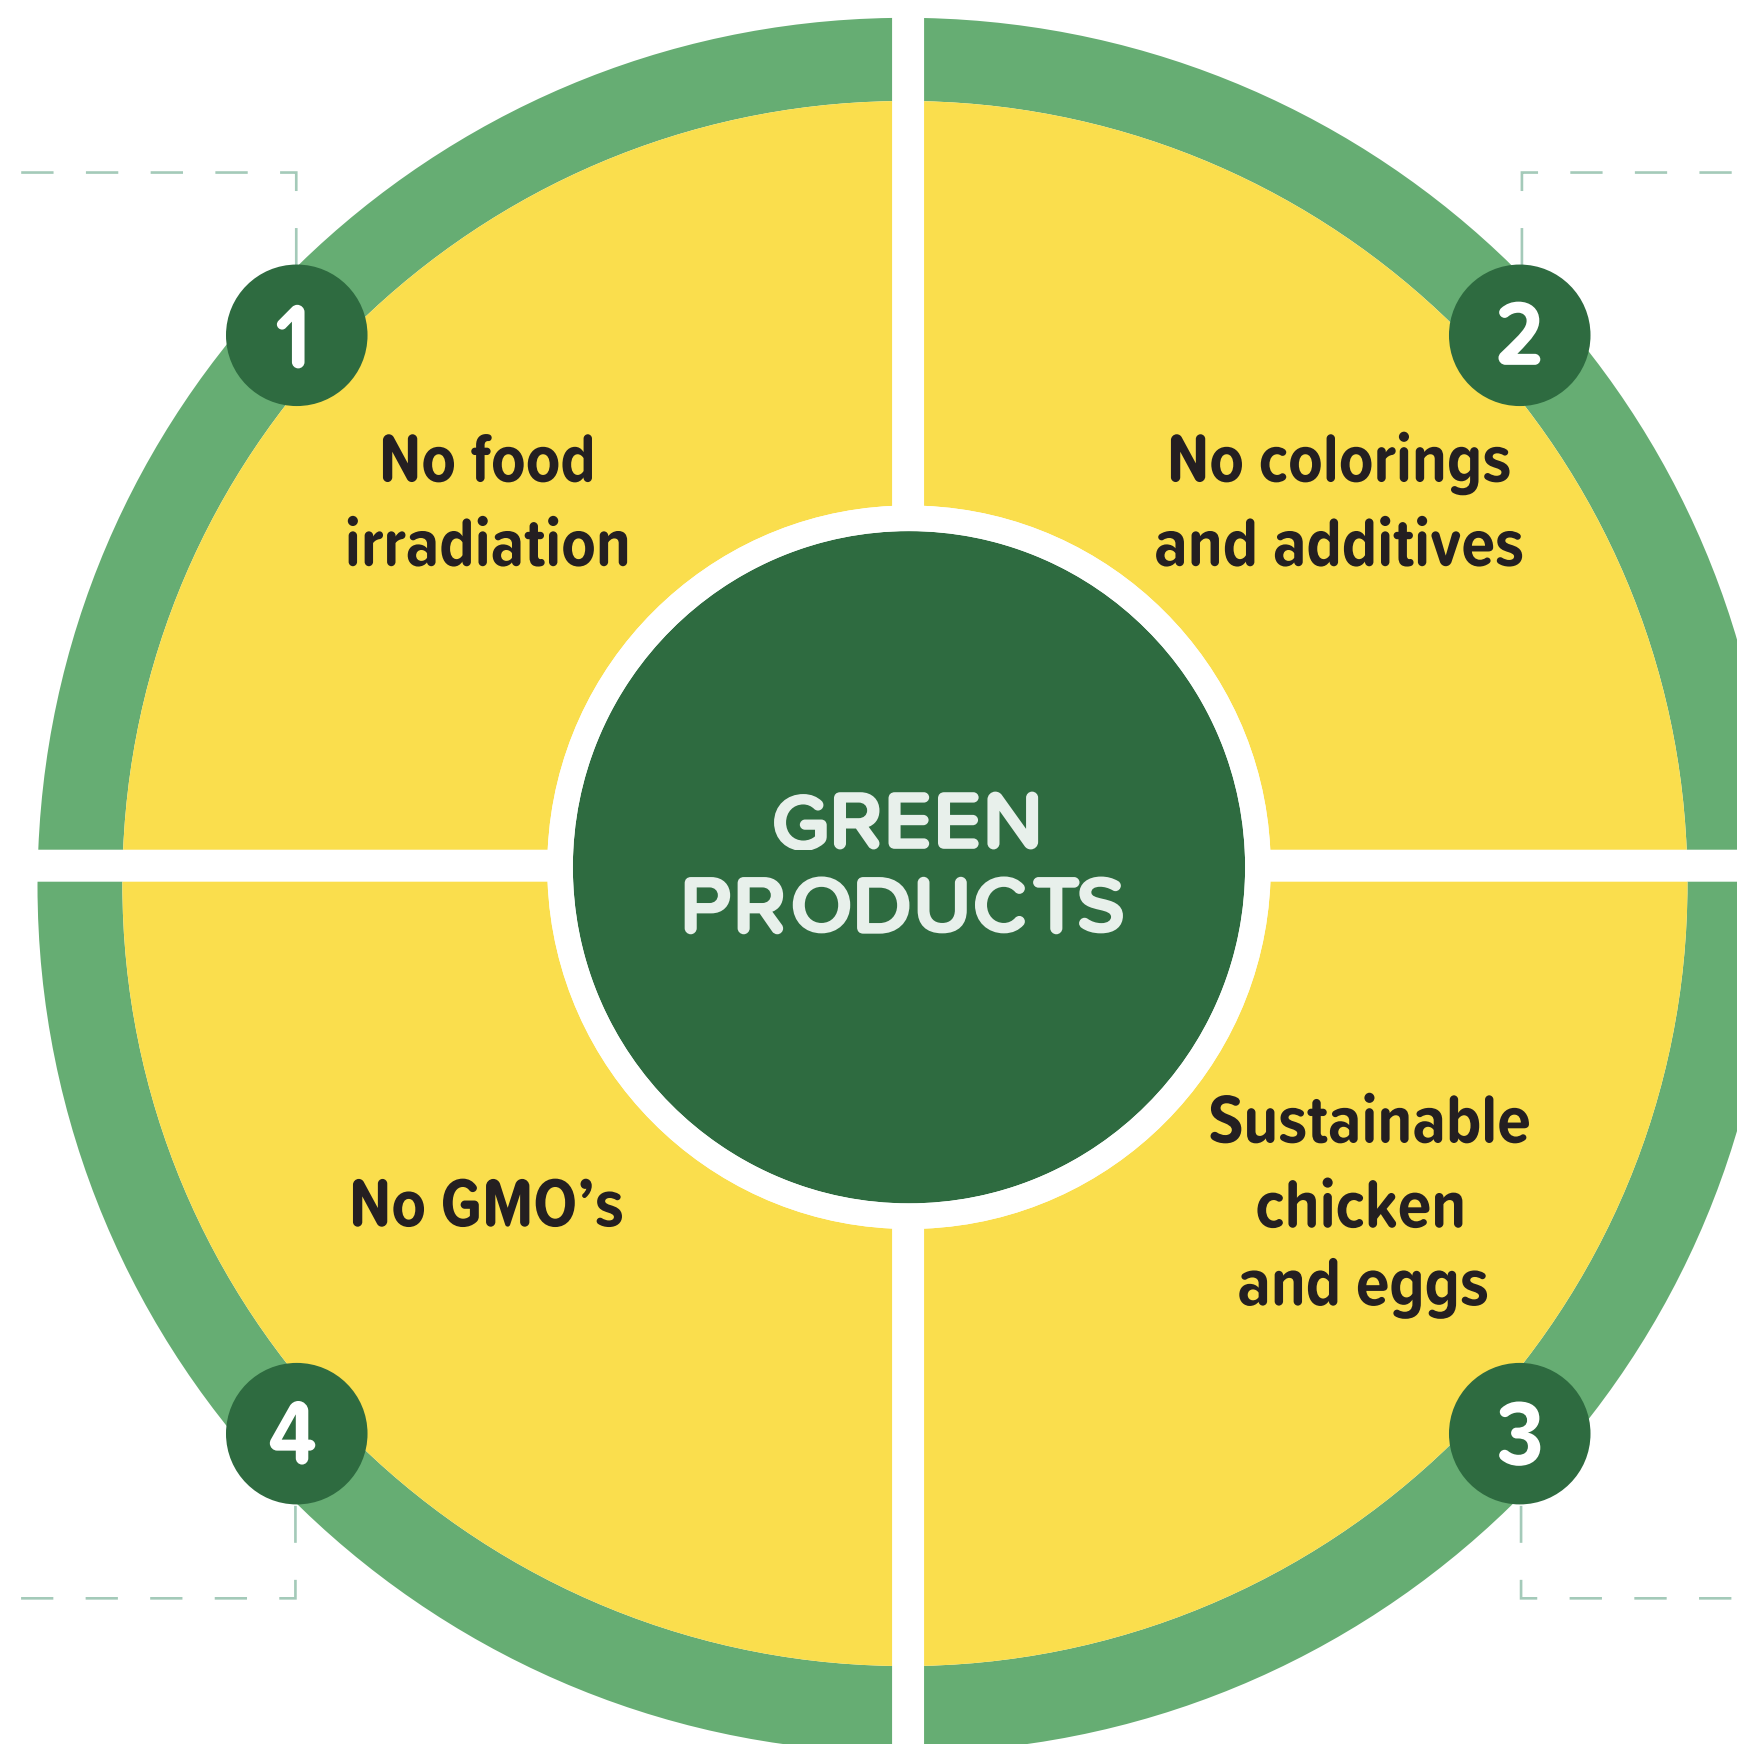 1
No food
irradiation
2
No colorings
and additives
GREEN
PRODUCTS
Sustainable
chicken
and eggs
3
No GMO’s
4